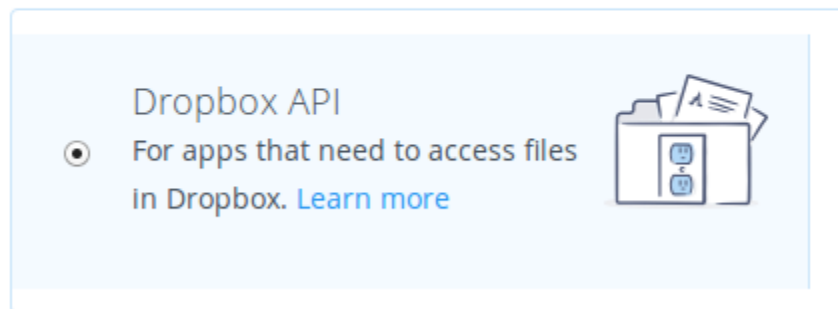 Dropbox API
For apps that need to access files
in Dropbox. Learn more